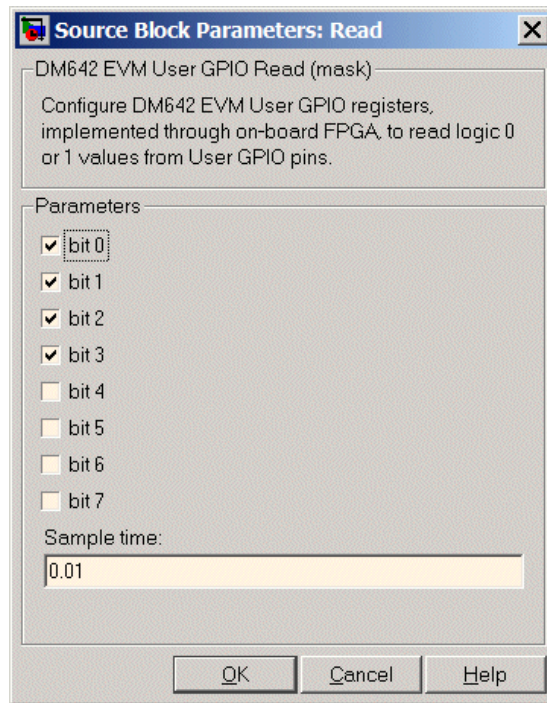 Source Block Parameters: Read
DM642 EVM User GPIO Read (mask)
Configure DM642 EVM User GPIO registers,
implemented through on-board FPGA, to read logic 0
or 1 values from User GPIO pins.
Parameters
bit 0
bit 1
bit 2
bit 3
bit 4
bit 5
bit 6
bit 7
Sample time:
0.01
OK Cancel Help